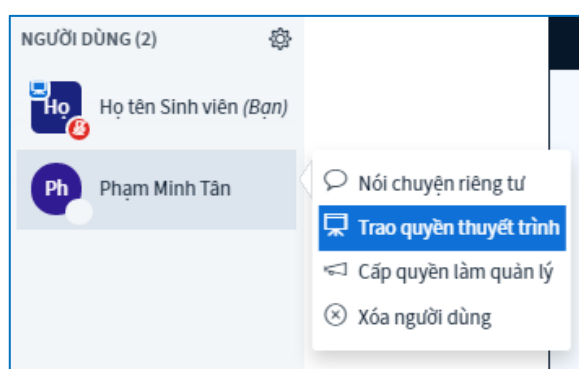 NGƯỜI DÙNG (2)
Họ
Họ tên Sinh viên (Bạn)
Ph
Phạm Minh Tân
Nói chuyện riêng tư
Trao quyền thuyết trình
Cấp quyền làm quản lý
Xóa người dùng